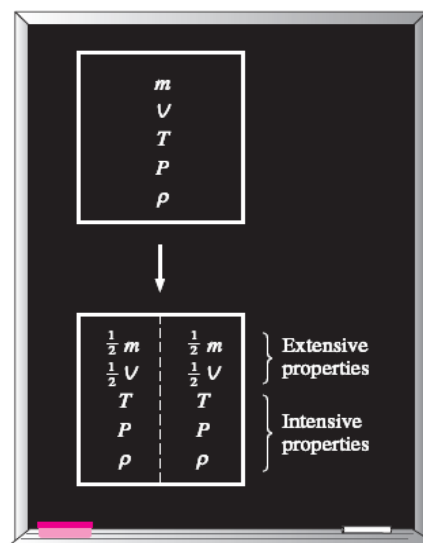 m
V
T
P
ρ
½ m ½ m
½ V ½ V
T T
P P
ρ ρ
Extensive
properties
Intensive
properties